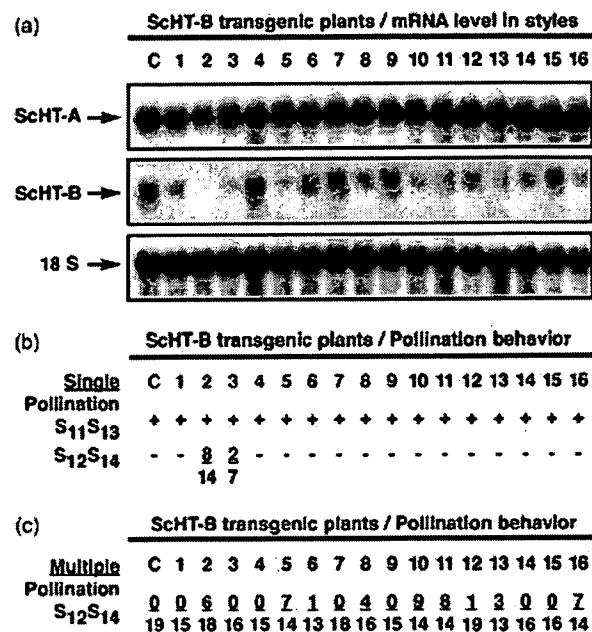 (a) ScHT-B transgenic plants / mRNA level in styles
C 1 2 3 4 5 6 7 8 9 10 11 12 13 14 15 16
ScHT-A →
ScHT-B →
18 S →
(b) ScHT-B transgenic plants / Pollination behavior
Single C 1 2 3 4 5 6 7 8 9 10 11 12 13 14 15 16
Pollination
S11S13 + + + + + + + + + + + + + + + + +
S12S14 - - 8 2 - - - - - - - - - - - - -
14 7
(c) ScHT-B transgenic plants / Pollination behavior
Multiple C 1 2 3 4 5 6 7 8 9 10 11 12 13 14 15 16
Pollination
S12S14 0 0 6 0 0 7 1 0 4 0 9 8 1 3 0 0 7
19 15 18 16 15 14 13 18 16 15 14 14 19 13 16 16 14